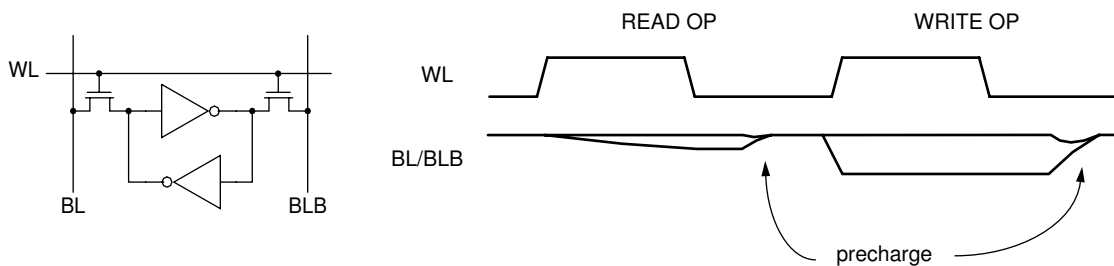 READ OP
WRITE OP
WL
WL
BL/BLB
BL
BLB
precharge